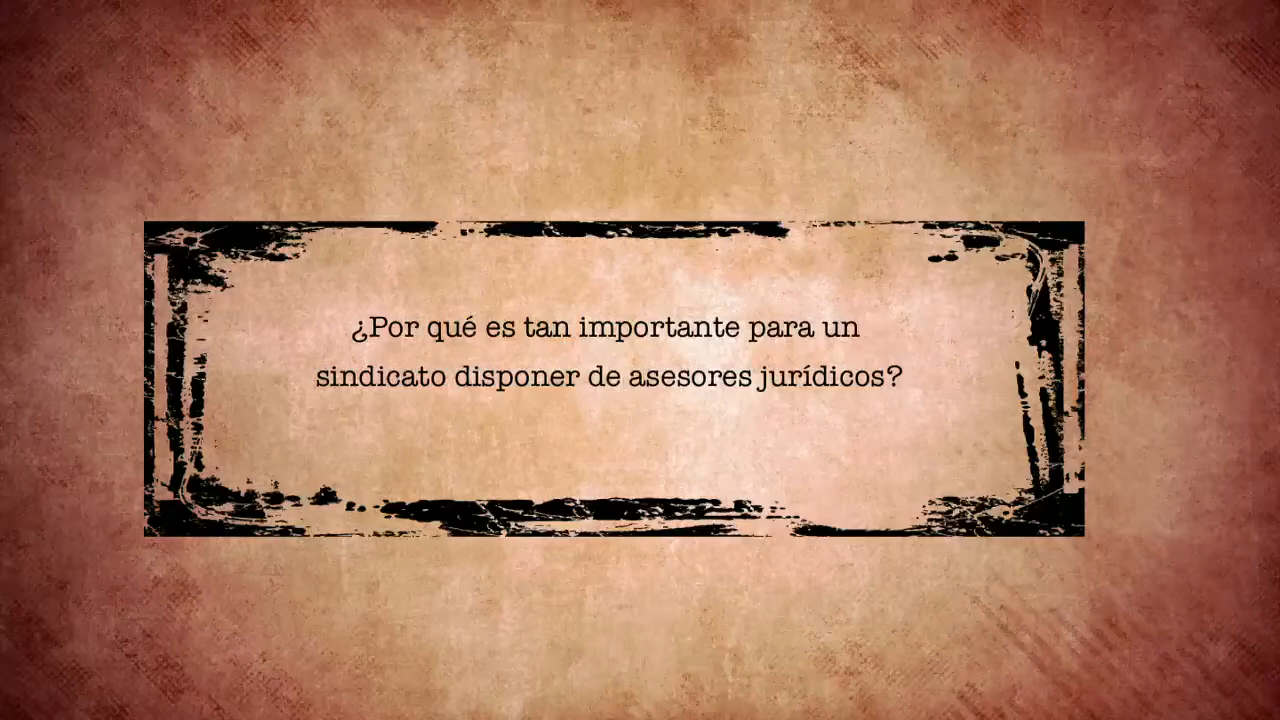 ¿Por qué es tan importante para un
sindicato disponer de asesores jurídicos?